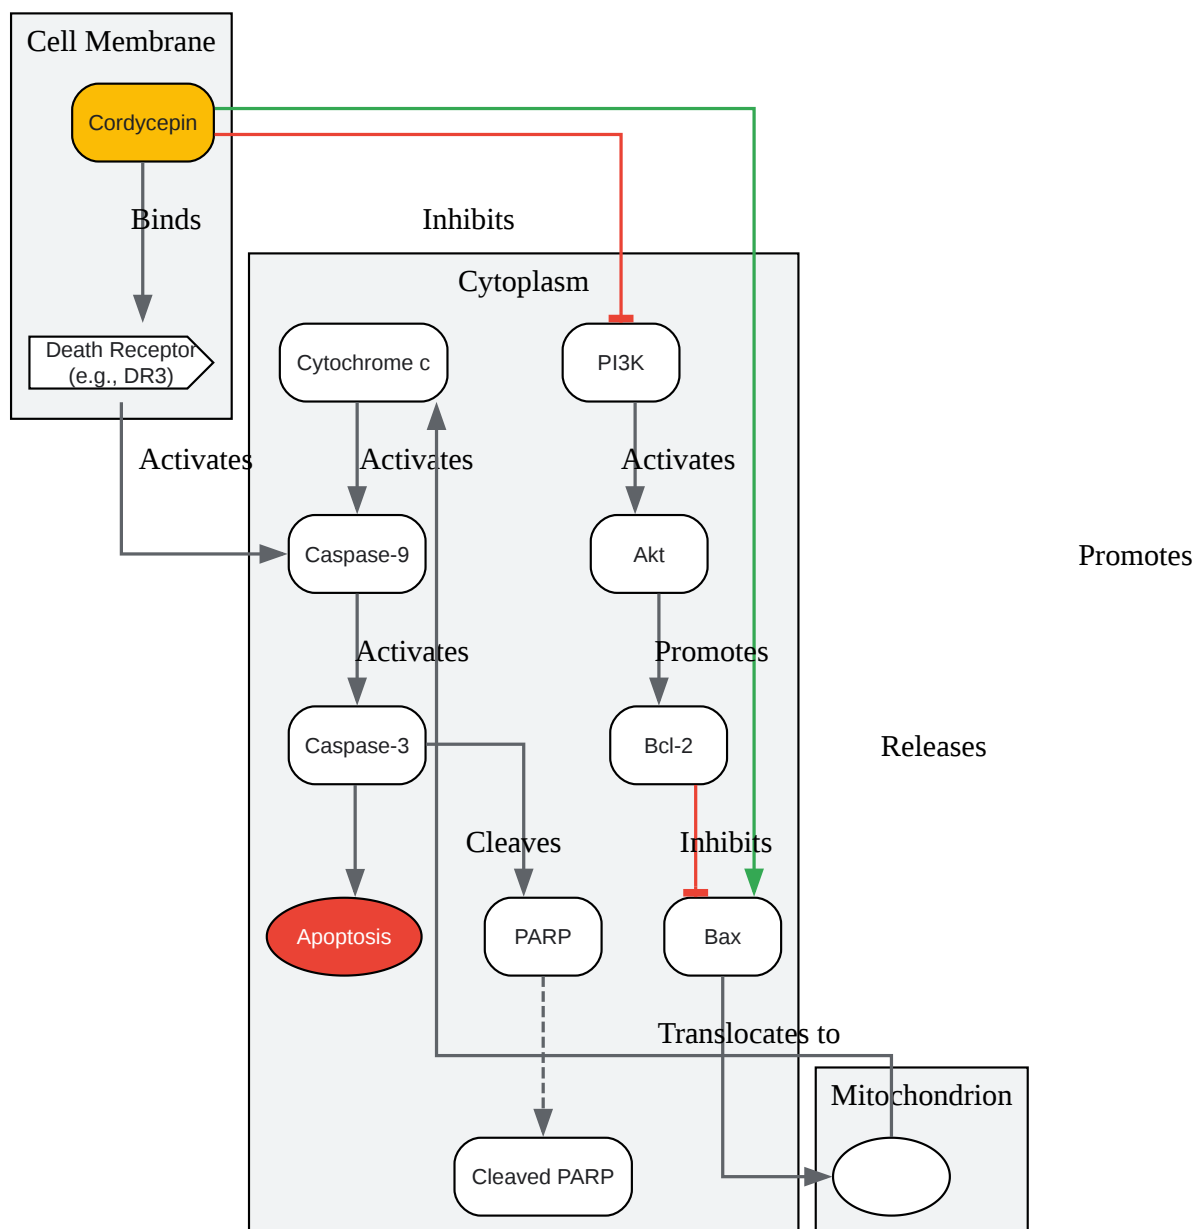 Cell Membrane
Cordycepin
Binds
Inhibits
Cytoplasm
Death Receptor
(e.g., DR3)
Cytochrome c
PI3K
Activates
Activates
Activates
Caspase-9
Akt
Promotes
Activates
Promotes
Caspase-3
Bcl-2
Releases
Cleaves
Inhibits
Apoptosis
PARP
Bax
Translocates to
Mitochondrion
Cleaved PARP